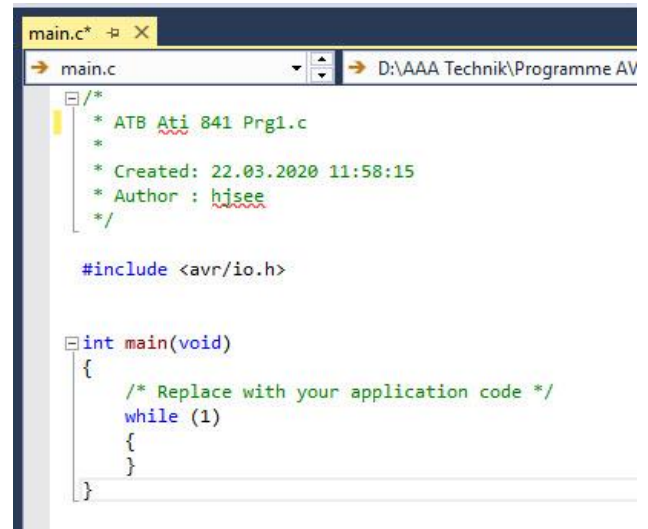 main.c*
main.c D:\AAA Technik\Programme AV
/*
* ATB Ati 841 Prg1.c
*
* Created: 22.03.2020 11:58:15
* Author : hjsee
*/
#include <avr/io.h>
int main(void)
{
/* Replace with your application code */
while (1)
{
}
}